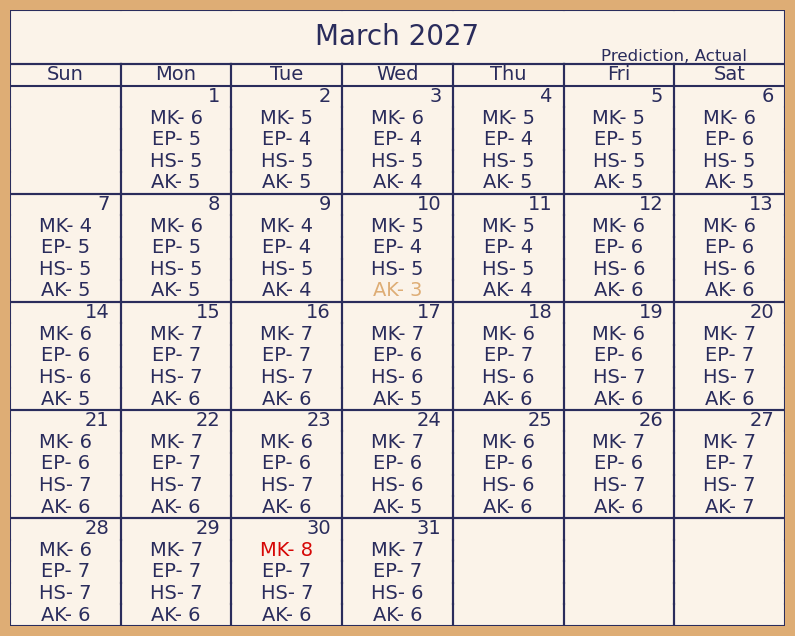 March 2027
Prediction, Actual
Sun Mon Tue Wed Thu Fri Sat
1 2 3 4 5 6
MK- 6 MK- 5 MK- 6 MK- 5 MK- 5 MK- 6
EP- 5 EP- 4 EP- 4 EP- 4 EP- 5 EP- 6
HS- 5 HS- 5 HS- 5 HS- 5 HS- 5 HS- 5
AK- 5 AK- 5 AK- 4 AK- 5 AK- 5 AK- 5
7 8 9 10 11 12 13
MK- 4 MK- 6 MK- 4 MK- 5 MK- 5 MK- 6 MK- 6
EP- 5 EP- 5 EP- 4 EP- 4 EP- 4 EP- 6 EP- 6
HS- 5 HS- 5 HS- 5 HS- 5 HS- 5 HS- 6 HS- 6
AK- 5 AK- 5 AK- 4 AK- 3 AK- 4 AK- 6 AK- 6
14 15 16 17 18 19 20
MK- 6 MK- 7 MK- 7 MK- 7 MK- 6 MK- 6 MK- 7
EP- 6 EP- 7 EP- 7 EP- 6 EP- 7 EP- 6 EP- 7
HS- 6 HS- 7 HS- 7 HS- 6 HS- 6 HS- 7 HS- 7
AK- 5 AK- 6 AK- 6 AK- 5 AK- 6 AK- 6 AK- 6
21 22 23 24 25 26 27
MK- 6 MK- 7 MK- 6 MK- 7 MK- 6 MK- 7 MK- 7
EP- 6 EP- 7 EP- 6 EP- 6 EP- 6 EP- 6 EP- 7
HS- 7 HS- 7 HS- 7 HS- 6 HS- 6 HS- 7 HS- 7
AK- 6 AK- 6 AK- 6 AK- 5 AK- 6 AK- 6 AK- 7
28 29 30 31
MK- 6 MK- 7 MK- 8 MK- 7
EP- 7 EP- 7 EP- 7 EP- 7
HS- 7 HS- 7 HS- 7 HS- 6
AK- 6 AK- 6 AK- 6 AK- 6